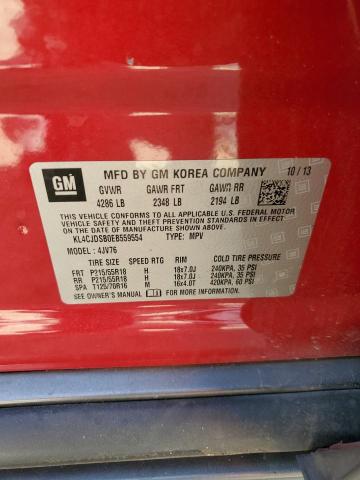 GM
MFD BY GM KOREA COMPANY 10 / 13
GVWR GAWR FRT GAWR RR
4286 LB 2348 LB 2194 LB
THIS VEHICLE CONFORMS TO ALL APPLICABLE U.S. FEDERAL MOTOR
VEHICLE SAFETY AND THEFT PREVENTION STANDARDS IN EFFECT ON
THE DATE OF MANUFACTURE SHOWN ABOVE.
KL4CJDSB0EB559554 TYPE: MPV
MODEL : 4JV76
TIRE SIZE SPEED RTG RIM COLD TIRE PRESSURE
FRT P215/55R18 H 18x7.0J 240KPA, 35 PSI
RR P215/55R18 H 18x7.0J 240KPA, 35 PSI
SPA T125/70R16 M 16x4.0T 420KPA, 60 PSI
SEE OWNER'S MANUAL FOR ADDITIONAL INFORMATION.